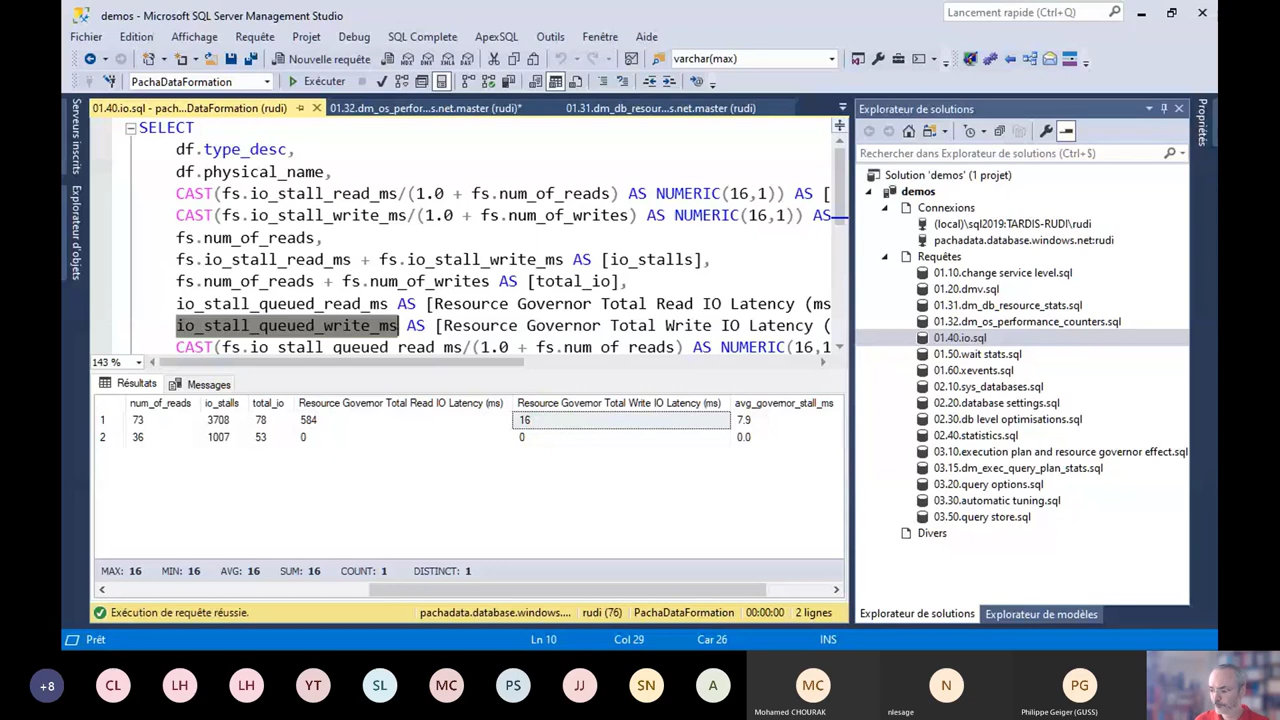 demos - Microsoft SQL Server Management Studio
Lancement rapide (Ctrl+Q)
Fichier Edition Affichage Requête Projet Debug SQL Complete ApexSQL Outils Fenêtre Aide
Nouvelle requête varchar(max)
PachaDataFormation Exécuter
Serveurs inscrits
Explorateur d'objets
01.40.io.sql - pach...DataFormation (rudi) 01.32.dm_os_perfor...s.net.master (rudi)* 01.31.dm_db_resour...s.net.master (rudi)
SELECT
df.type_desc,
df.physical_name,
CAST(fs.io_stall_read_ms/(1.0 + fs.num_of_reads) AS NUMERIC(16,1)) AS [
CAST(fs.io_stall_write_ms/(1.0 + fs.num_of_writes) AS NUMERIC(16,1)) AS
fs.num_of_reads,
fs.io_stall_read_ms + fs.io_stall_write_ms AS [io_stalls],
fs.num_of_reads + fs.num_of_writes AS [total_io],
io_stall_queued_read_ms AS [Resource Governor Total Read IO Latency (ms
io_stall_queued_write_ms AS [Resource Governor Total Write IO Latency (
CAST(fs.io_stall_queued_read_ms/(1.0 + fs.num_of_reads) AS NUMERIC(16,1
143 %
Résultats Messages
num_of_reads io_stalls total_io Resource Governor Total Read IO Latency (ms) Resource Governor Total Write IO Latency (ms) avg_governor_stall_ms
1 73 3708 78 584 16 7.9
2 36 1007 53 0 0 0.0
MAX: 16 MIN: 16 AVG: 16 SUM: 16 COUNT: 1 DISTINCT: 1
Exécution de requête réussie. pachadata.database.windows.... rudi (76) PachaDataFormation 00:00:00 2 lignes
Explorateur de solutions
Rechercher dans Explorateur de solutions (Ctrl+$)
Solution 'demos' (1 projet)
demos
Connexions
(local)\sql2019:TARDIS-RUDI\rudi
pachadata.database.windows.net:rudi
Requêtes
01.10.change service level.sql
01.20.dmv.sql
01.31.dm_db_resource_stats.sql
01.32.dm_os_performance_counters.sql
01.40.io.sql
01.50.wait stats.sql
01.60.xevents.sql
02.10.sys_databases.sql
02.20.database settings.sql
02.30.db level optimisations.sql
02.40.statistics.sql
03.10.execution plan and resource governor effect.sql
03.15.dm_exec_query_plan_stats.sql
03.20.query options.sql
03.30.automatic tuning.sql
03.50.query store.sql
Divers
Explorateur de solutions Explorateur de modèles
Propriétés
Prêt Ln 10 Col 29 Car 26 INS
+8 CL LH LH YT SL MC PS JJ SN A MC N PG
Mohamed CHOURAK nlesage Philippe Geiger (GUSS)